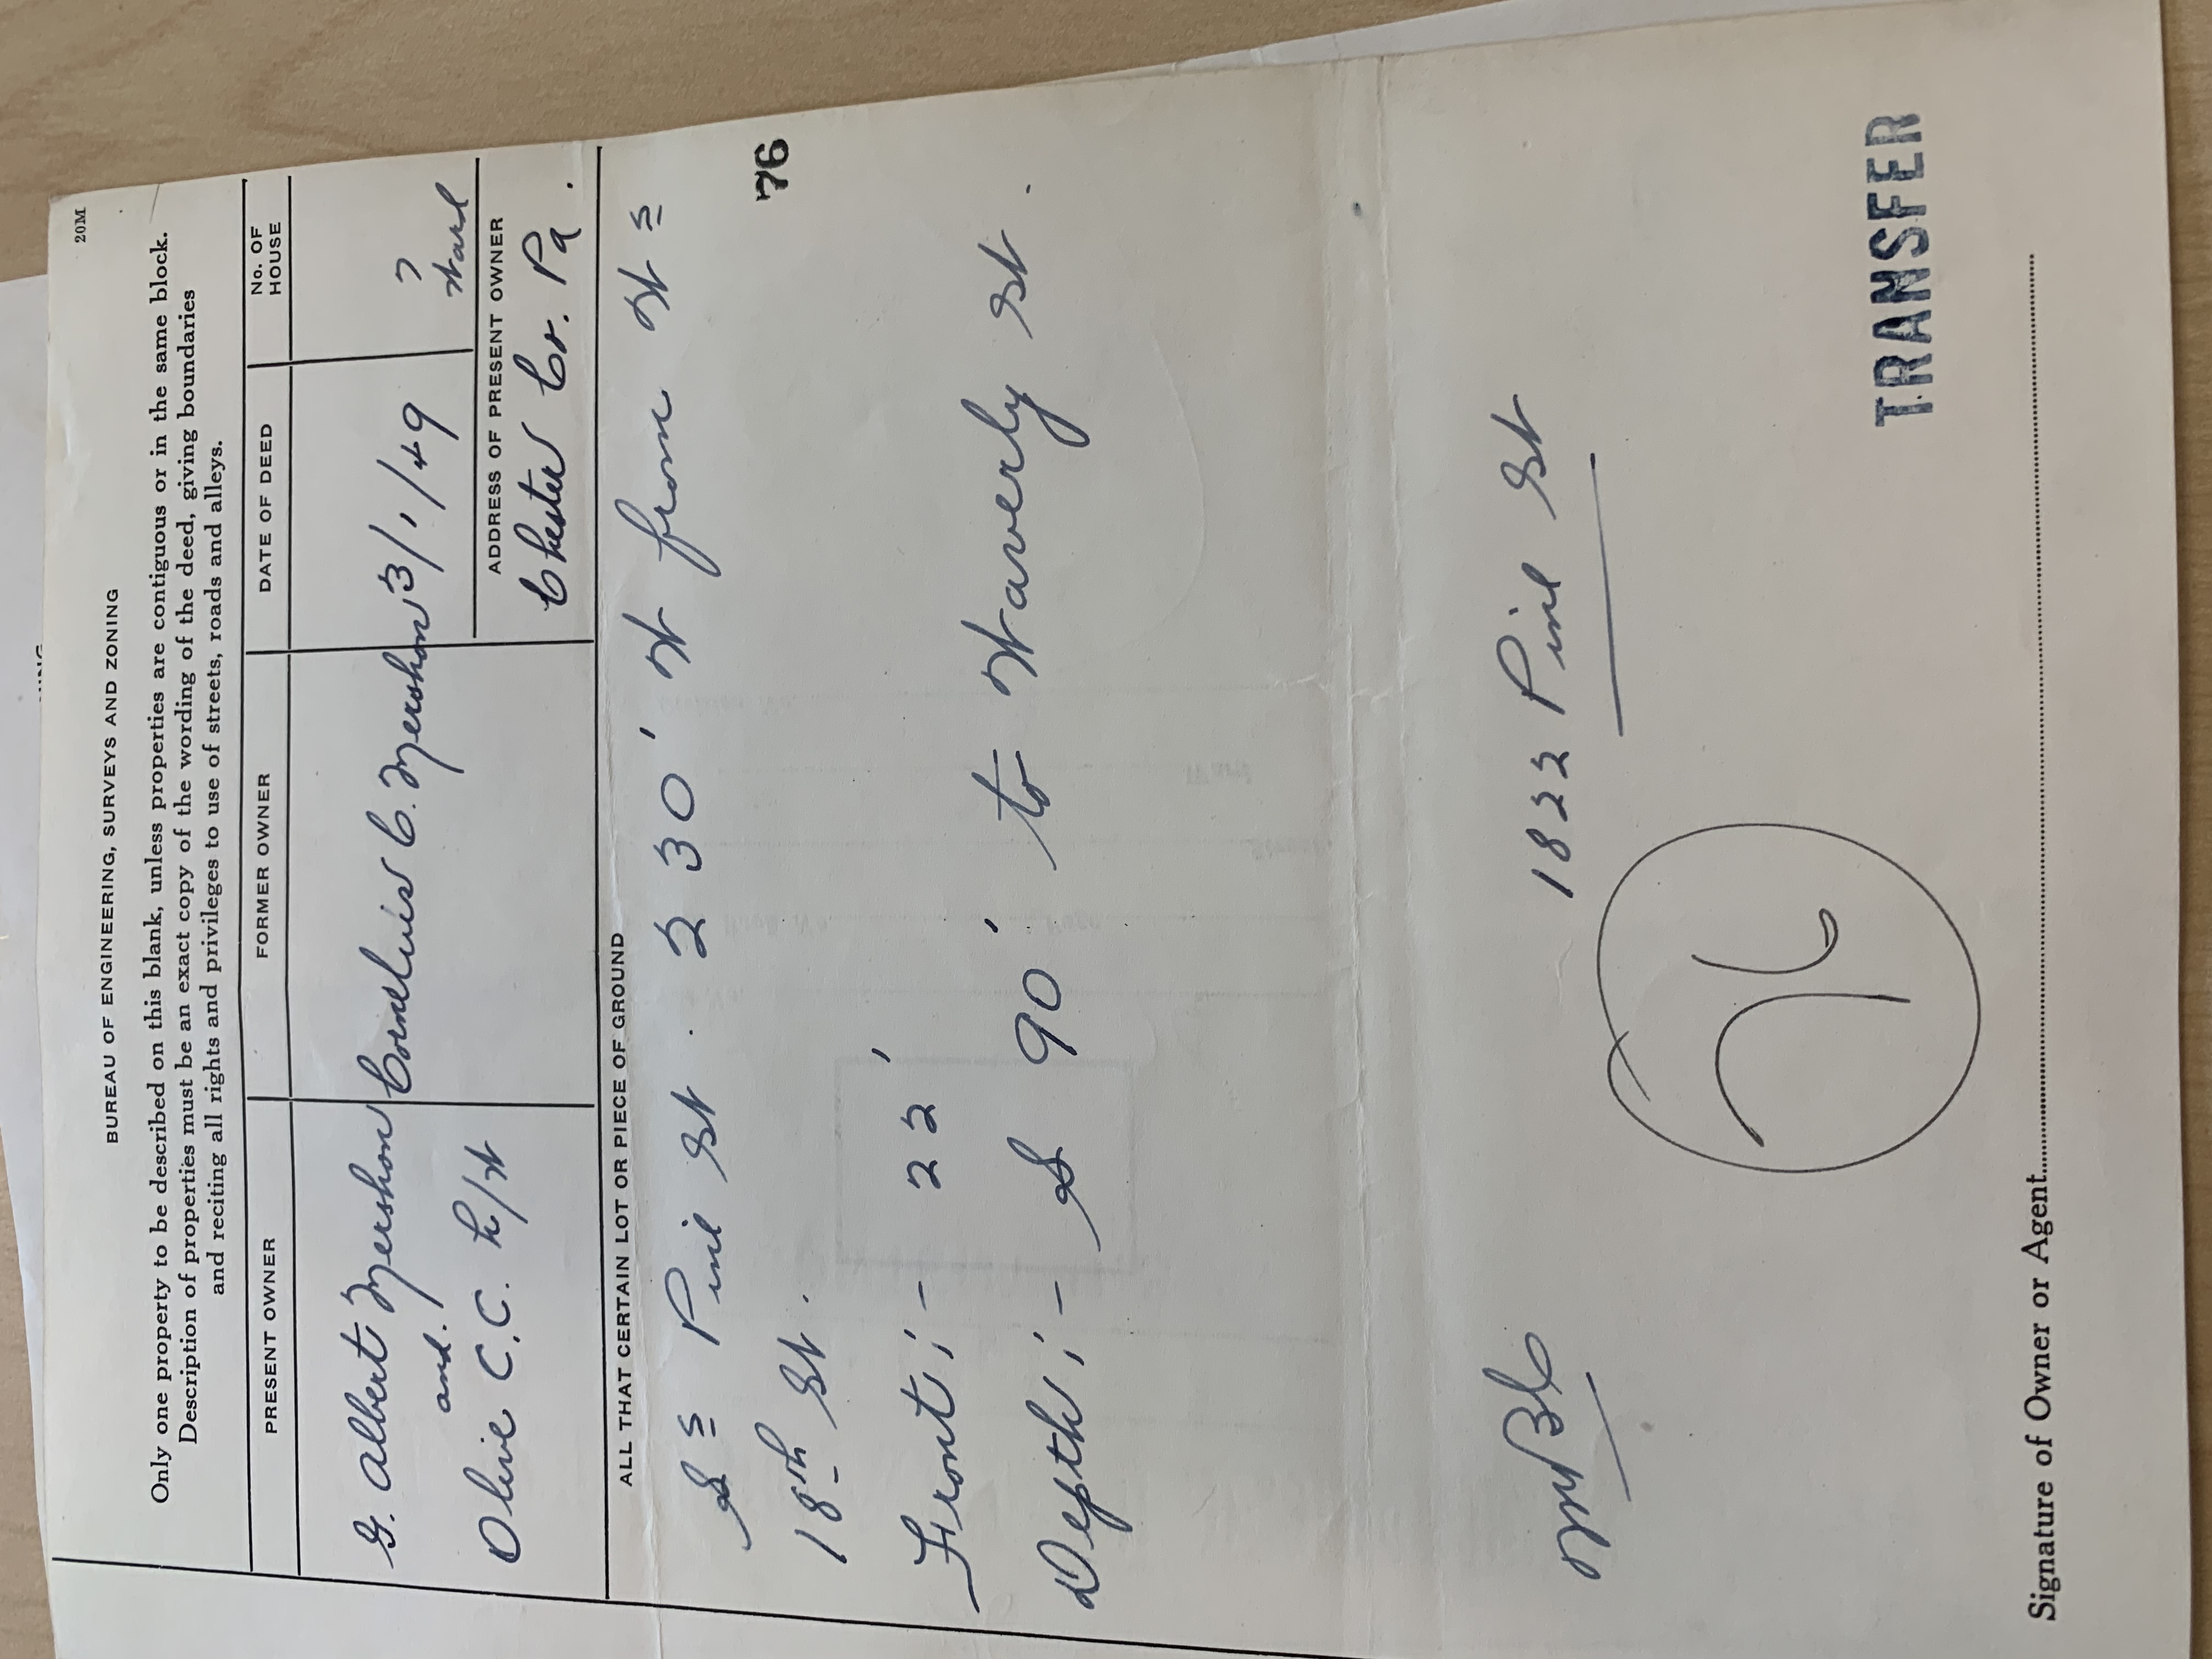 20M
BUREAU OF ENGINEERING, SURVEYS AND ZONING
Only one property to be described on this blank, unless properties are contiguous or in the same block.
Description of properties must be an exact copy of the wording of the deed, giving boundaries
and reciting all rights and privileges to use of streets, roads and alleys.
PRESENT OWNER
FORMER OWNER
DATE OF DEED
No. OF
HOUSE
G. Albert Mershon
and.
Olive C.C. h/w
Cornelius C. Mershon
3/1/49
7
Ward
ADDRESS OF PRESENT OWNER
Chester Co. Pa.
ALL THAT CERTAIN LOT OR PIECE OF GROUND
S s Pine St. 230' W from W s
18th St.
76
Front;- 22'
Depth;- S 90' to Waverly St.
1822 Pine St
TRANSFER
Signature of Owner or Agent